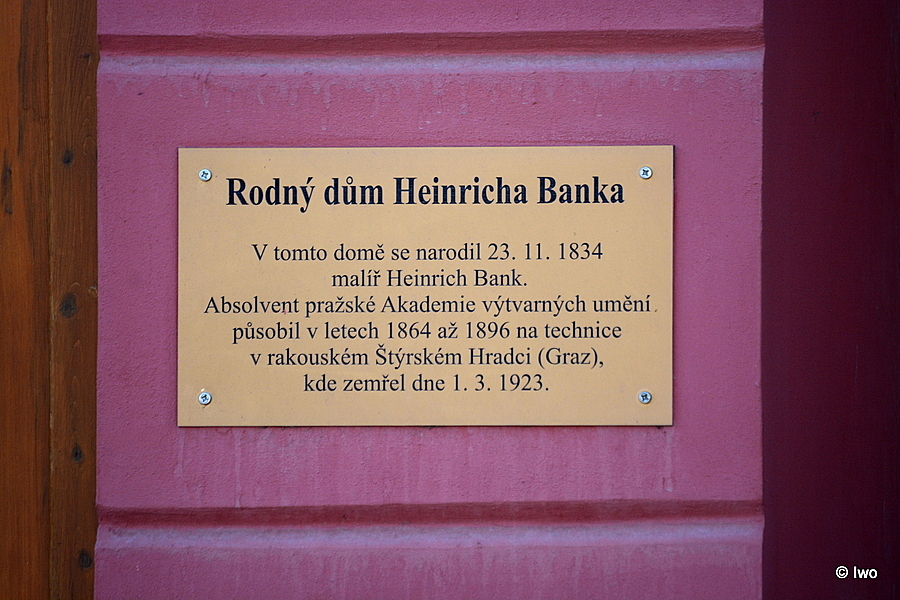 Rodný dům Heinricha Banka
V tomto domě se narodil 23. 11. 1834
malíř Heinrich Bank.
Absolvent pražské Akademie výtvarných umění
působil v letech 1864 až 1896 na technice
v rakouském Štýrském Hradci (Graz),
kde zemřel dne 1. 3. 1923.
© Iwo